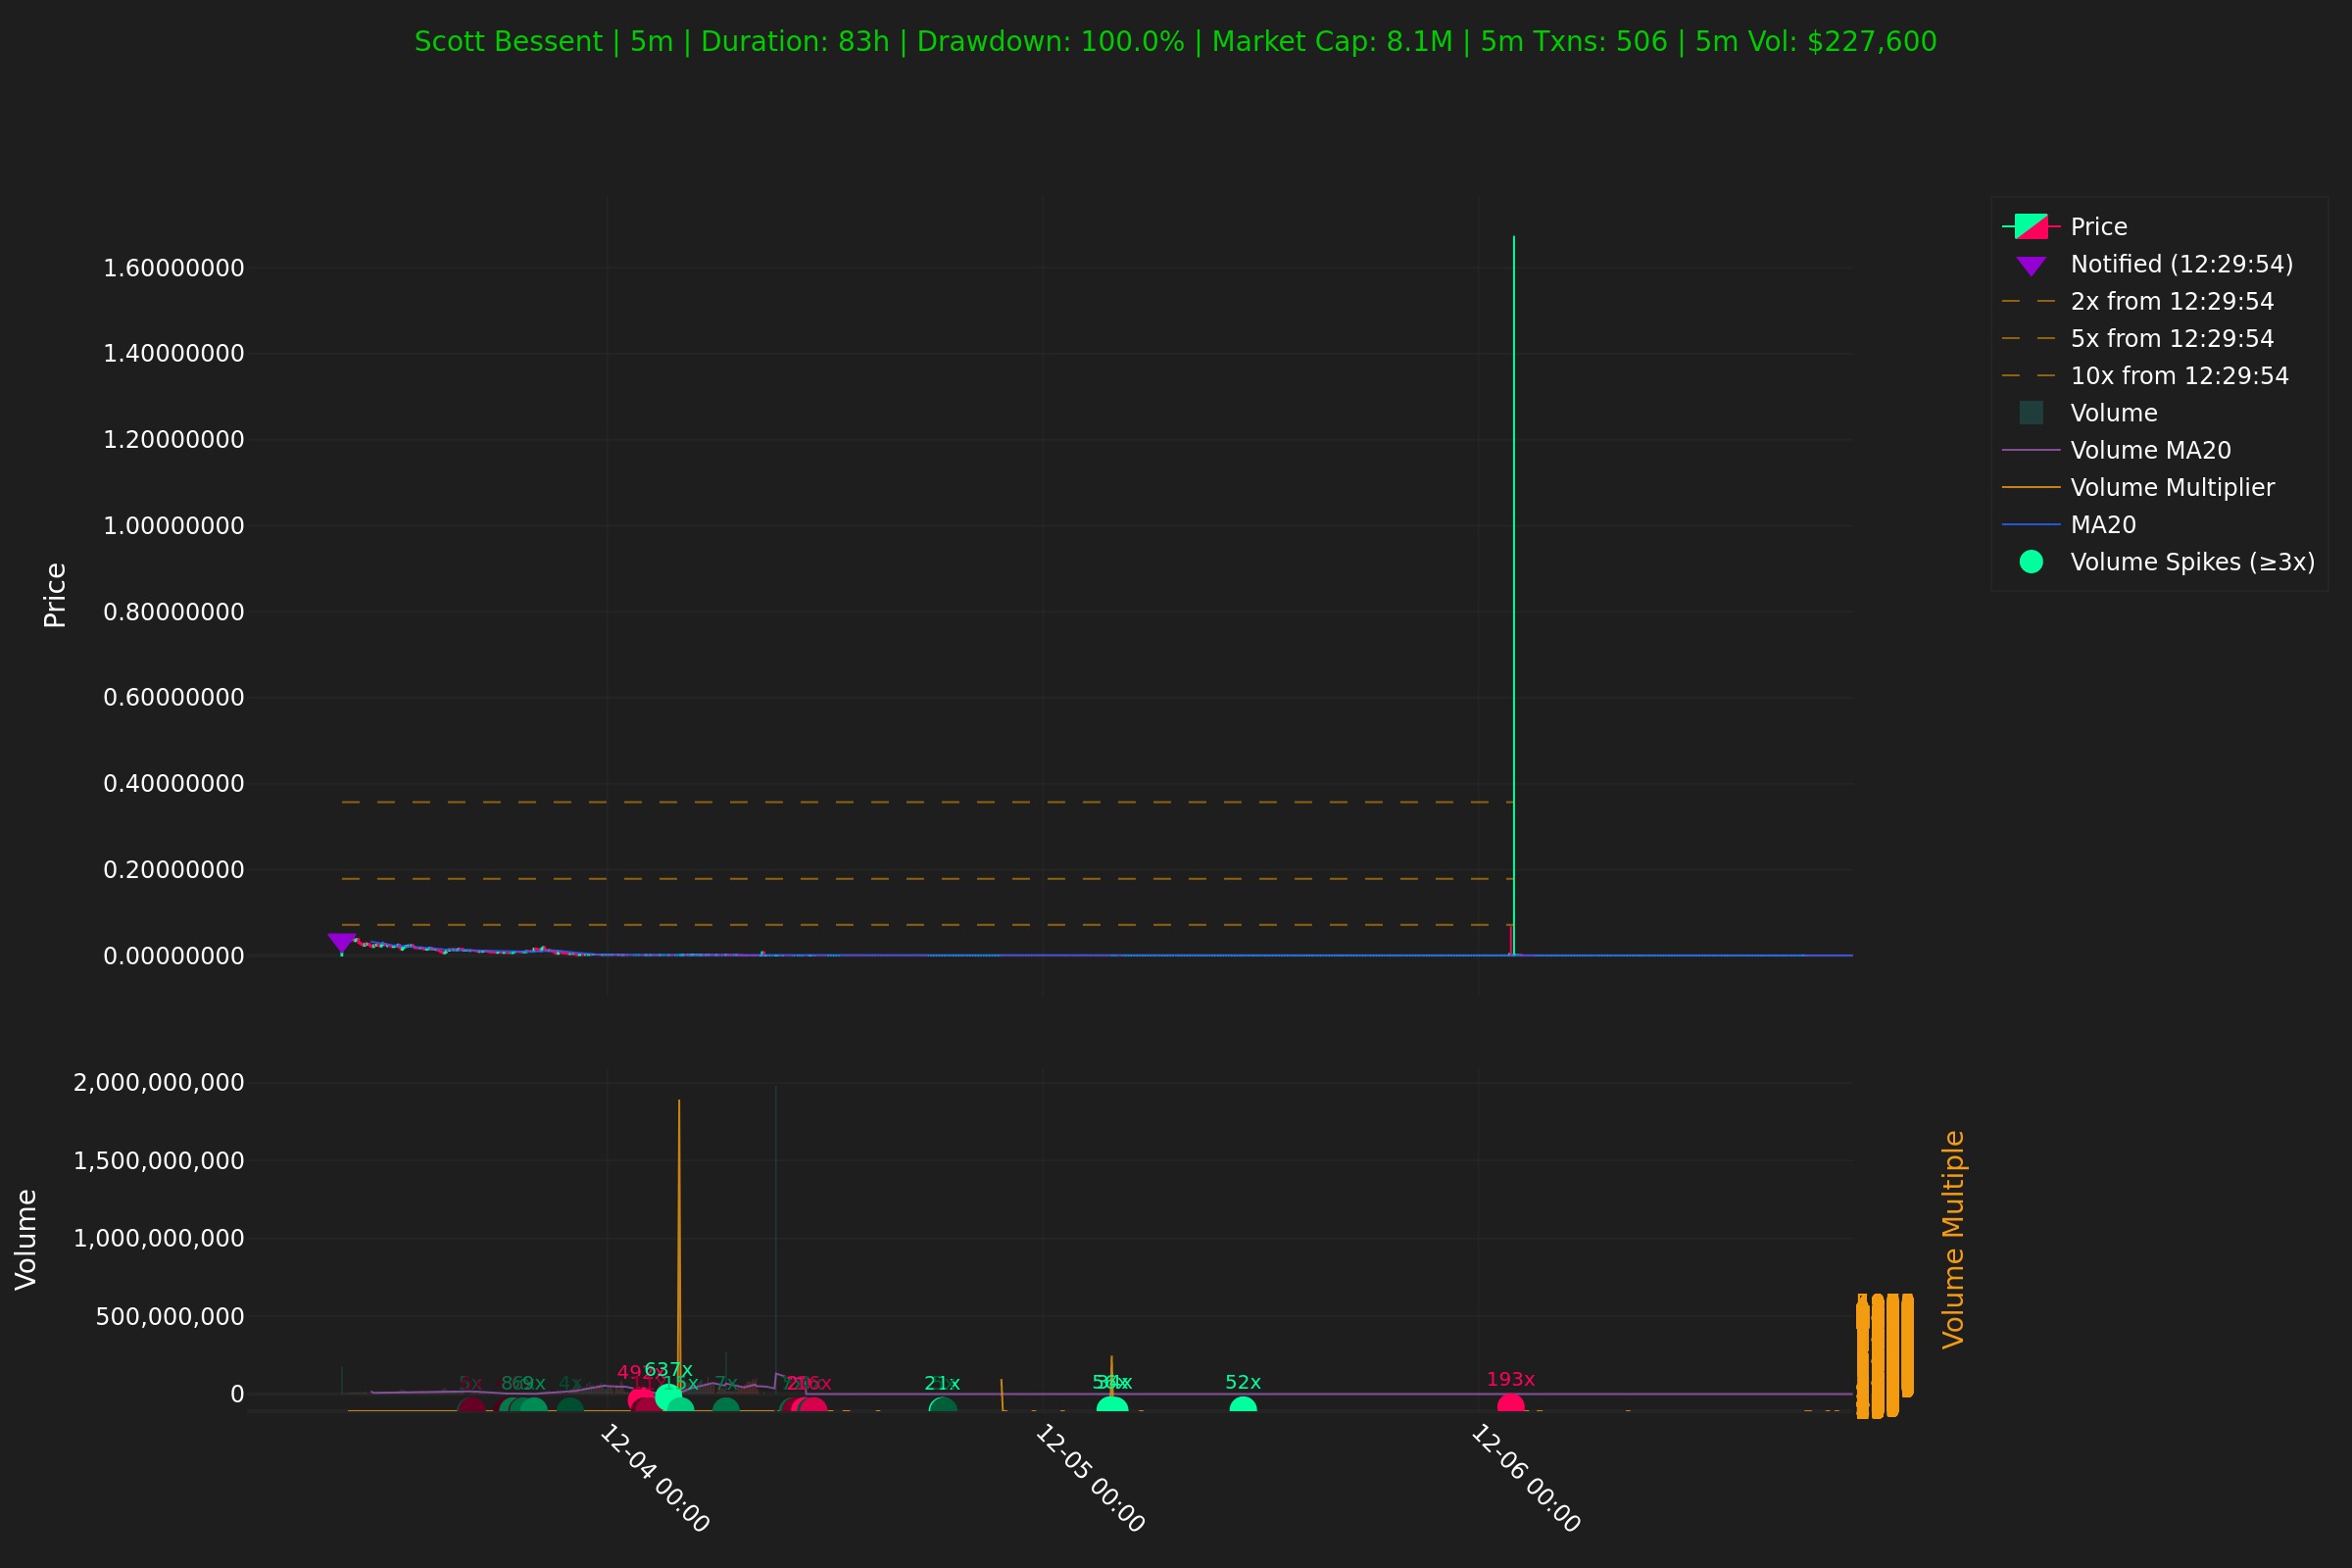 Scott Bessent | 5m | Duration: 83h | Drawdown: 100.0% | Market Cap: 8.1M | 5m Txns: 506 | 5m Vol: $227,600
Price
1.60000000
1.40000000
1.20000000
1.00000000
0.80000000
0.60000000
0.40000000
0.20000000
0.00000000
Price
Notified (12:29:54)
2x from 12:29:54
5x from 12:29:54
10x from 12:29:54
Volume
Volume MA20
Volume Multiplier
MA20
Volume Spikes (≥3x)
Volume
2,000,000,000
1,500,000,000
1,000,000,000
500,000,000
0
5x
69x
4x
637x
15x
7x
206x
21x
34x
52x
193x
Volume Multiple
12-04 00:00
12-05 00:00
12-06 00:00